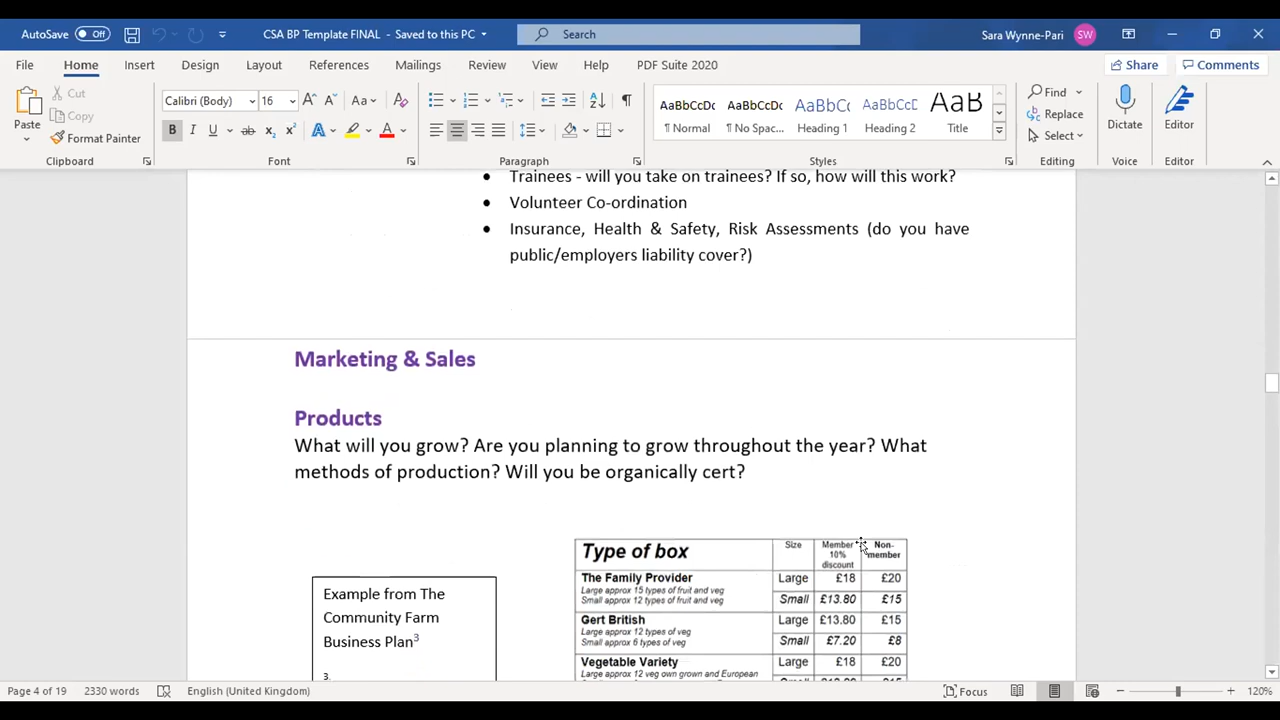 AutoSave Off CSA BP Template FINAL - Saved to this PC Search Sara Wynne-Pari SW
File Home Insert Design Layout References Mailings Review View Help PDF Suite 2020 Share Comments
Paste Cut Copy Format Painter
Calibri (Body) 16
AaBbCcDc AaBbCcDc AaBbCc AaBbCcD AaB
¶ Normal ¶ No Spac... Heading 1 Heading 2 Title
Find Replace Select
Dictate Editor
Clipboard Font Paragraph Styles Editing Voice Editor
• Trainees - will you take on trainees? If so, how will this work?
• Volunteer Co-ordination
• Insurance, Health & Safety, Risk Assessments (do you have
public/employers liability cover?)
Marketing & Sales
Products
What will you grow? Are you planning to grow throughout the year? What
methods of production? Will you be organically cert?
Example from The
Community Farm
Business Plan3
3.
Type of box Size Member 10% discount Non-member
The Family Provider Large £18 £20
Large approx 15 types of fruit and veg
Small approx 12 types of fruit and veg Small £13.80 £15
Gert British Large £13.80 £15
Large approx 12 types of veg
Small approx 6 types of veg Small £7.20 £8
Vegetable Variety Large £18 £20
Large approx 12 veg own grown and European
Page 4 of 19 2330 words English (United Kingdom) Focus 120%